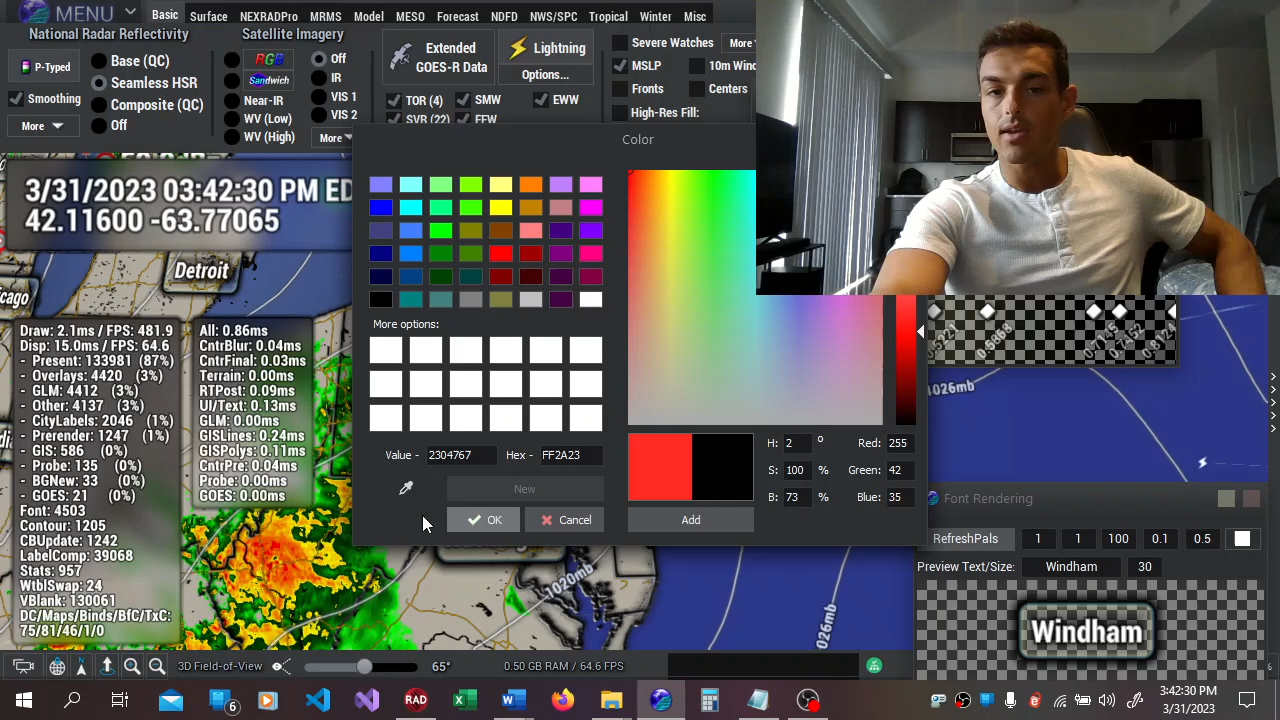 MENU
Basic Surface NEXRADPro MRMS Model MESO Forecast NDFD NWS/SPC Tropical Winter Misc
National Radar Reflectivity
P-Typed
Smoothing
More
Base (QC)
Seamless HSR
Composite (QC)
Off
Satellite Imagery
RGB
Sandwich
Near-IR
WV (Low)
WV (High)
Off
IR
VIS 1
VIS 2
More
Extended
GOES-R Data
Lightning
Options...
TOR (4) SMW EWW
SVR (22) FFW
Severe Watches More
MSLP 10m Wind
Fronts Centers
High-Res Fill:
3/31/2023 03:42:30 PM ED
42.11600 -63.77065
Detroit
Draw: 2.1ms / FPS: 481.9
Disp: 15.0ms / FPS: 64.6
- Present: 133981 (87%)
- Overlays: 4420 (3%)
- GLM: 4412 (3%)
- Other: 4137 (3%)
- CityLabels: 2046 (1%)
- Prerender: 1247 (1%)
- GIS: 586 (0%)
- Probe: 135 (0%)
- BGNew: 33 (0%)
- GOES: 21 (0%)
Font: 4503
Contour: 1205
CBUpdate: 1242
LabelComp: 39068
Stats: 957
WtblSwap: 24
VBlank: 130061
DC/Maps/Binds/BfC/TxC:
75/81/46/1/0
All: 0.86ms
CntrBlur: 0.04ms
CntrFinal: 0.03ms
Terrain: 0.00ms
RTPost: 0.09ms
UI/Text: 0.13ms
GLM: 0.00ms
GISLines: 0.24ms
GISPolys: 0.11ms
CntrPre: 0.04ms
Probe: 0.00ms
GOES: 0.00ms
Color
More options:
Value - 2304767 Hex - FF2A23
New
OK Cancel
Add
H: 2 º Red: 255
S: 100 % Green: 42
B: 73 % Blue: 35
0.7452
0.8124
1026mb
1020mb
026mb
Font Rendering
RefreshPals 1 1 100 0.1 0.5
Preview Text/Size: Windham 30
Windham
3D Field-of-View 65° 0.50 GB RAM / 64.6 FPS
6
RAD
3:42:30 PM
3/31/2023